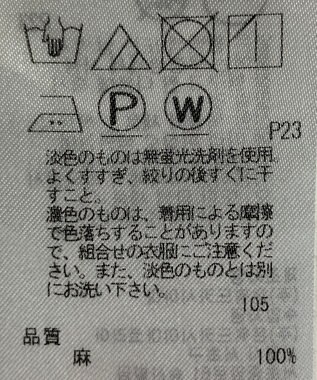 P
W
P23
淡色のものは無蛍光洗剤を使用、
よくすすぎ、絞りの後すぐに干
すこと。
濃色のものは、着用による摩擦
で色落ちすることがありますの
で、組合せの衣服にご注意くだ
さい。また、淡色のものとは別
にお洗い下さい。
105
品質
麻 100%